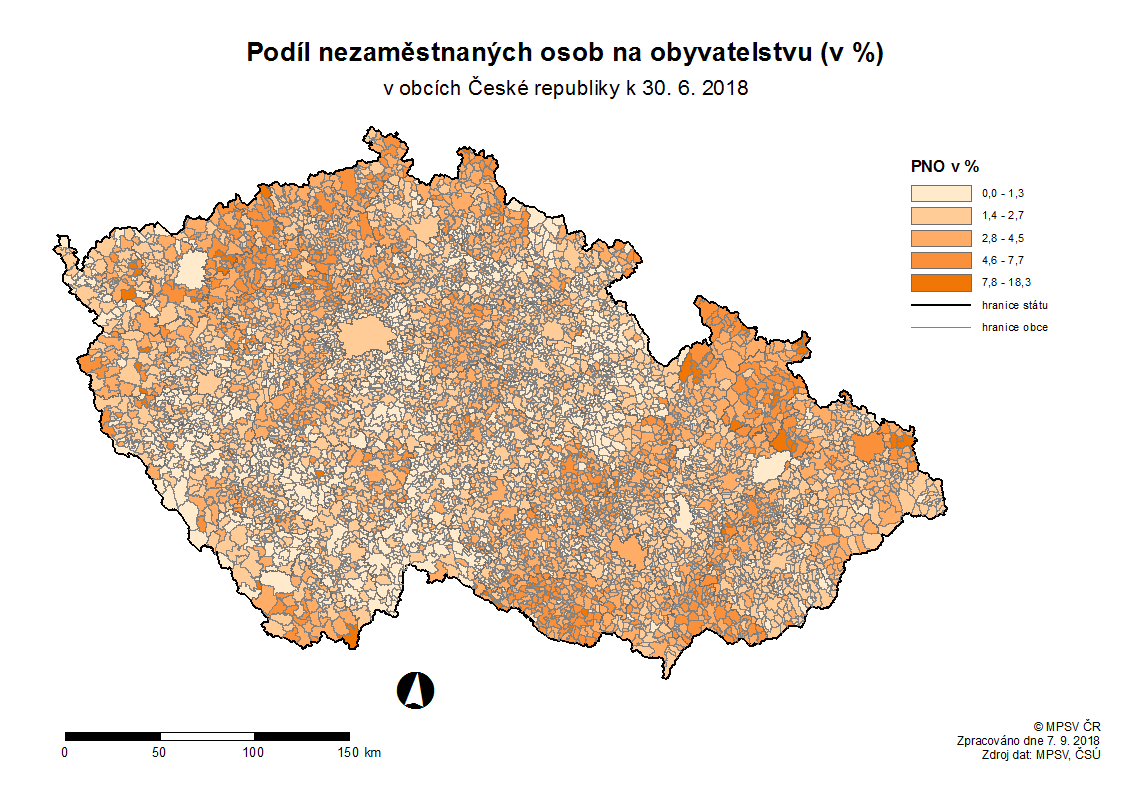 Podíl nezaměstnaných osob na obyvatelstvu (v %)
v obcích České republiky k 30. 6. 2018
PNO v %
0,0 - 1,3
1,4 - 2,7
2,8 - 4,5
4,6 - 7,7
7,8 - 18,3
hranice státu
hranice obce
0 50 100 150 km
© MPSV ČR
Zpracováno dne 7. 9. 2018
Zdroj dat: MPSV, ČSÚ